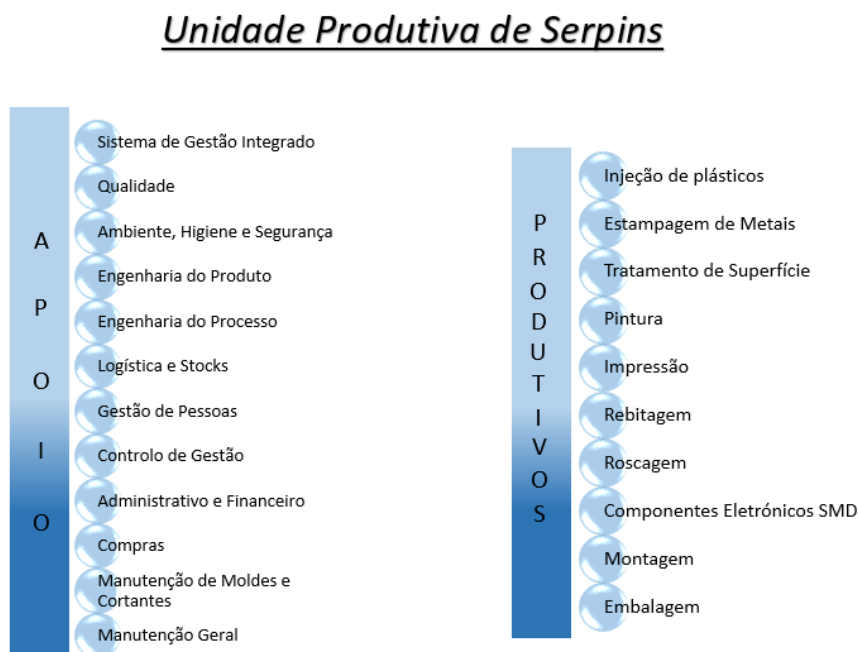 Unidade Produtiva de Serpins
APOIO
Sistema de Gestão Integrado
Qualidade
Ambiente, Higiene e Segurança
Engenharia do Produto
Engenharia do Processo
Logística e Stocks
Gestão de Pessoas
Controlo de Gestão
Administrativo e Financeiro
Compras
Manutenção de Moldes e
Cortantes
Manutenção Geral
PRODUTIVOS
Injeção de plásticos
Estampagem de Metais
Tratamento de Superfície
Pintura
Impressão
Rebitagem
Roscagem
Componentes Eletrónicos SMD
Montagem
Embalagem